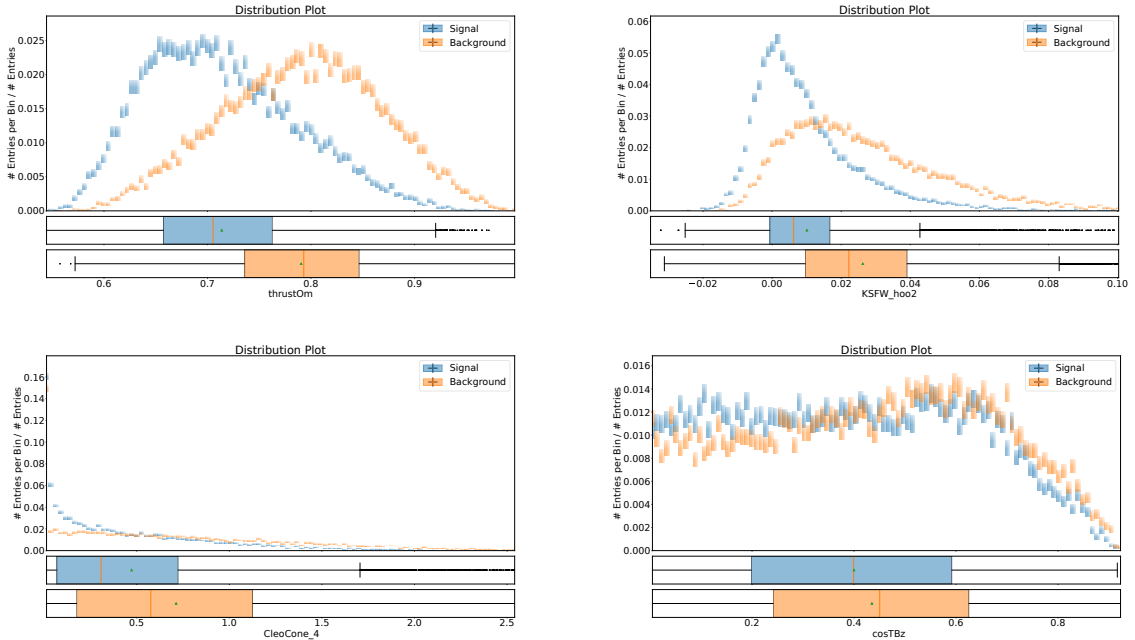 Distribution Plot
# Entries per Bin / # Entries
0.025
0.020
0.015
0.010
0.005
0.000
Signal
Background
0.6 0.7 0.8 0.9
thrustOm
Distribution Plot
# Entries per Bin / # Entries
0.06
0.05
0.04
0.03
0.02
0.01
0.00
Signal
Background
−0.02 0.00 0.02 0.04 0.06 0.08 0.10
KSFW_hoo2
Distribution Plot
# Entries per Bin / # Entries
0.16
0.14
0.12
0.10
0.08
0.06
0.04
0.02
0.00
Signal
Background
0.5 1.0 1.5 2.0 2.5
CleoCone_4
Distribution Plot
# Entries per Bin / # Entries
0.016
0.014
0.012
0.010
0.008
0.006
0.004
0.002
0.000
Signal
Background
0.2 0.4 0.6 0.8
cosTBz